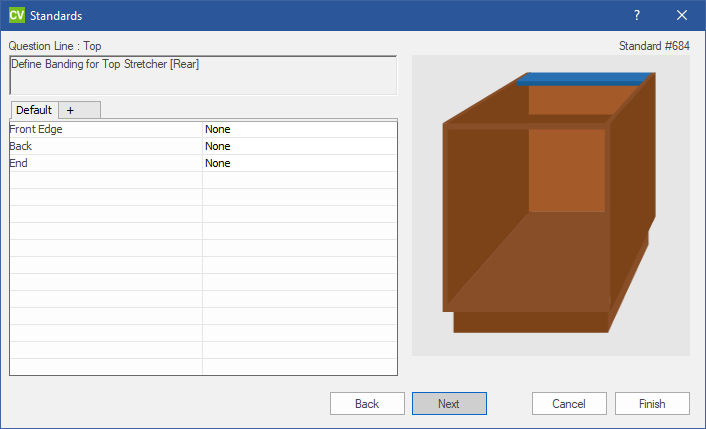 CV Standards ?
Question Line : Top Standard #684
Define Banding for Top Stretcher [Rear]
Default +
Front Edge None
Back None
End None
Back Next Cancel Finish